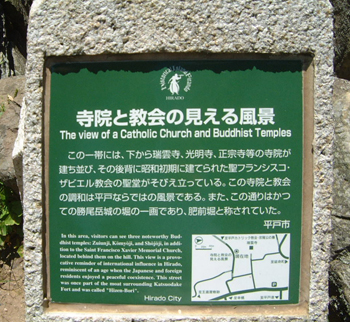 HIRADO
寺院と教会の見える風景
The view of a Catholic Church and Buddhist Temples
この一帯には、下から瑞雲寺、光明寺、正宗寺等の寺院が
建ち並び、その後背に昭和初期に建てられた聖フランシスコ・
ザビエル教会の聖堂がそびえ立っている。この寺院と教会
の調和は平戸ならではの風景である。また、この通りはかつ
ての勝尾岳城の堀の一画であり、肥前堀と称されていた。
平戸市
In this area, visitors can see three noteworthy Bud-
dhist temples: Zuiunji, Kōmyōji, and Shōjūji, in addi-
tion to the Saint Francisco Xavier Memorial Church,
located behind them on the hill. This view is a provo-
cative reminder of international influence in Hirado,
reminiscent of an age when the Japanese and foreign
residents enjoyed a peaceful coexistence. This street
was once part of the moat surrounding Katsuodake
Fort and was called "Hizen-Bori".
Hirado City
現在地